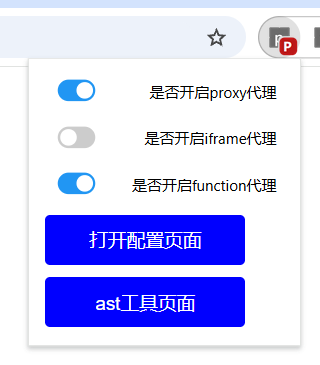 P
是否开启proxy代理
是否开启iframe代理
是否开启function代理
打开配置页面
ast工具页面